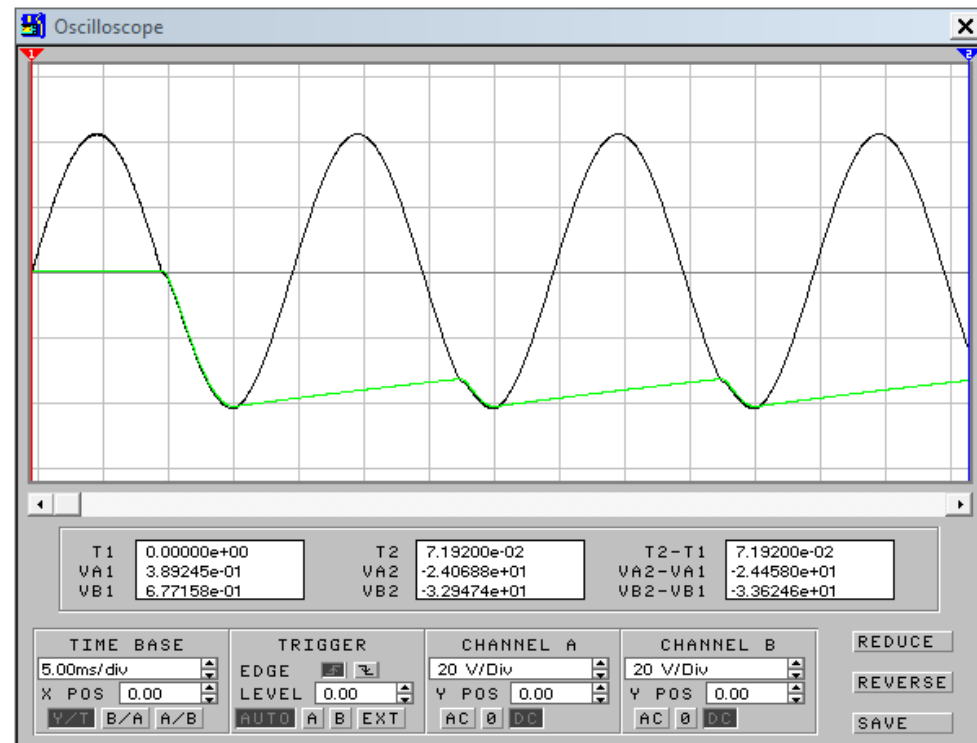 Oscilloscope
1 2
T1 0.00000e+00 T2 7.19200e-02 T2-T1 7.19200e-02
VA1 3.89245e-01 VA2 -2.40688e+01 VA2-VA1 -2.44580e+01
VB1 6.77158e-01 VB2 -3.29474e+01 VB2-VB1 -3.36246e+01
TIME BASE TRIGGER CHANNEL A CHANNEL B REDUCE
5.00ms/div EDGE 20 V/Div 20 V/Div
X POS 0.00 LEVEL 0.00 Y POS 0.00 Y POS 0.00 REVERSE
Y/T B/A A/B AUTO A B EXT AC 0 DC AC 0 DC SAVE